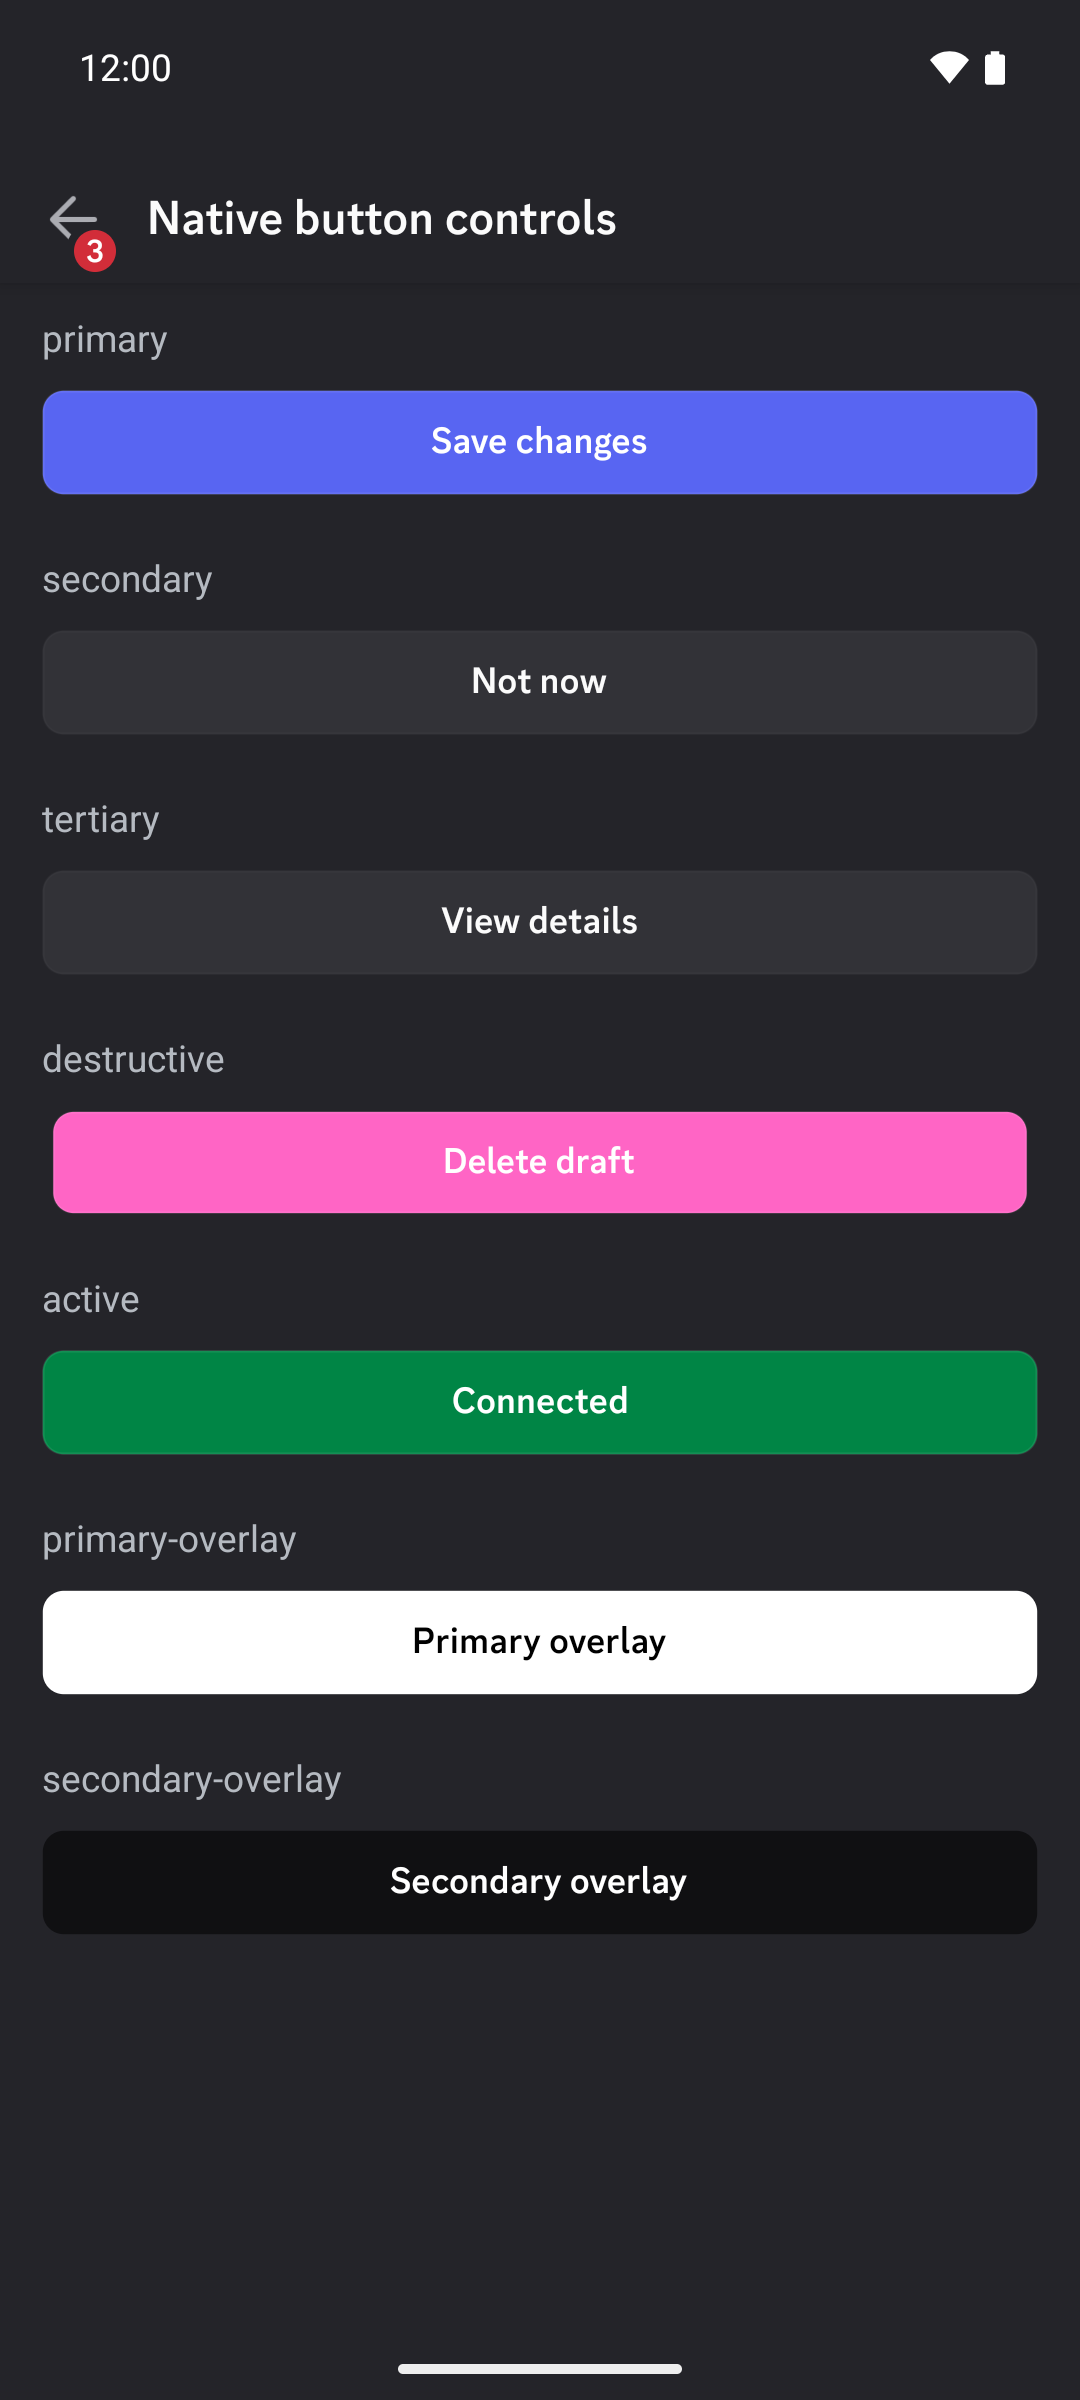 12:00
3
Native button controls
primary
Save changes
secondary
Not now
tertiary
View details
destructive
Delete draft
active
Connected
primary-overlay
Primary overlay
secondary-overlay
Secondary overlay